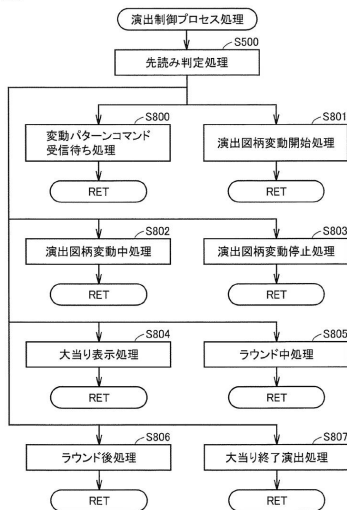 演出制御プロセス処理
S500
先読み判定処理
S800
変動パターンコマンド
受信待ち処理
RET
S801
演出図柄変動開始処理
RET
S802
演出図柄変動中処理
RET
S803
演出図柄変動停止処理
RET
S804
大当り表示処理
RET
S805
ラウンド中処理
RET
S806
ラウンド後処理
RET
S807
大当り終了演出処理
RET